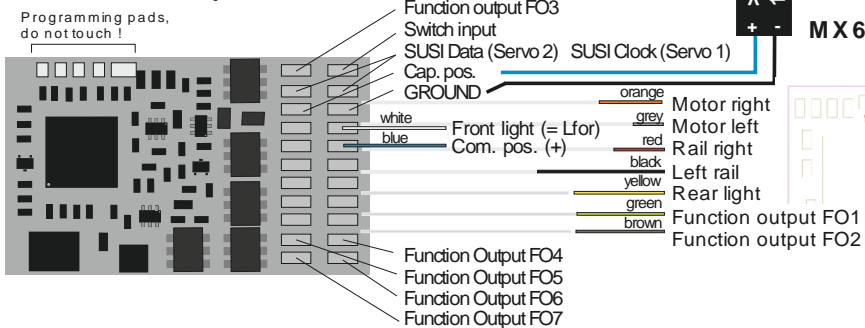 Function output FO3
Programming pads,
do not touch !
Switch input
SUSI Data (Servo 2) SUSI Clock (Servo 1)
Cap. pos.
GROUND
+ -
MX6
orange
Motor right
white
grey
Front light (= Lfor)
Motor left
blue
red
Com. pos. (+)
Rail right
black
Left rail
yellow
Rear light
green
Function output FO1
brown
Function output FO2
Function Output FO4
Function Output FO5
Function Output FO6
Function Output FO7